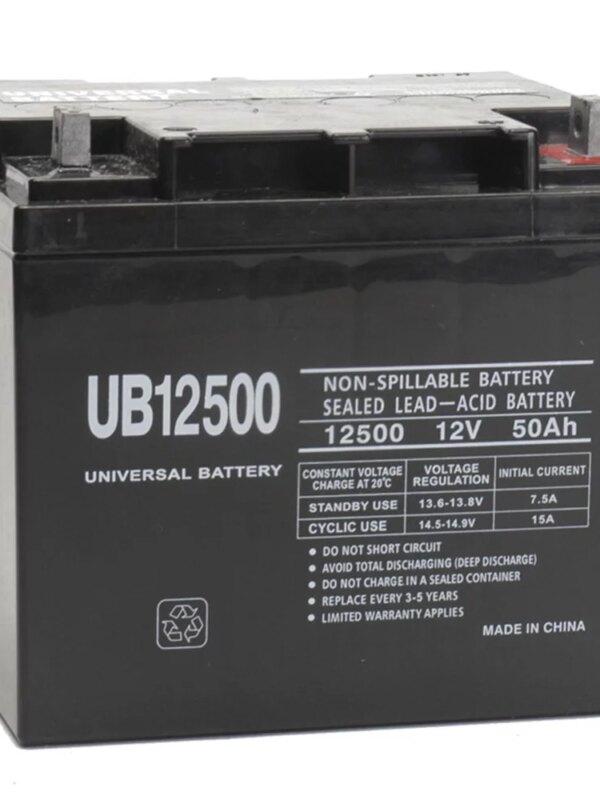 UNIVERSAL
UB12500
UNIVERSAL BATTERY
NON-SPILLABLE BATTERY
SEALED LEAD—ACID BATTERY
12500 12V 50Ah
CONSTANT VOLTAGE CHARGE AT 20°C VOLTAGE REGULATION INITIAL CURRENT
STANDBY USE 13.6-13.8V 7.5A
CYCLIC USE 14.5-14.9V 15A
• DO NOT SHORT CIRCUIT
• AVOID TOTAL DISCHARGING (DEEP DISCHARGE)
• DO NOT CHARGE IN A SEALED CONTAINER
• REPLACE EVERY 3-5 YEARS
• LIMITED WARRANTY APPLIES
MADE IN CHINA